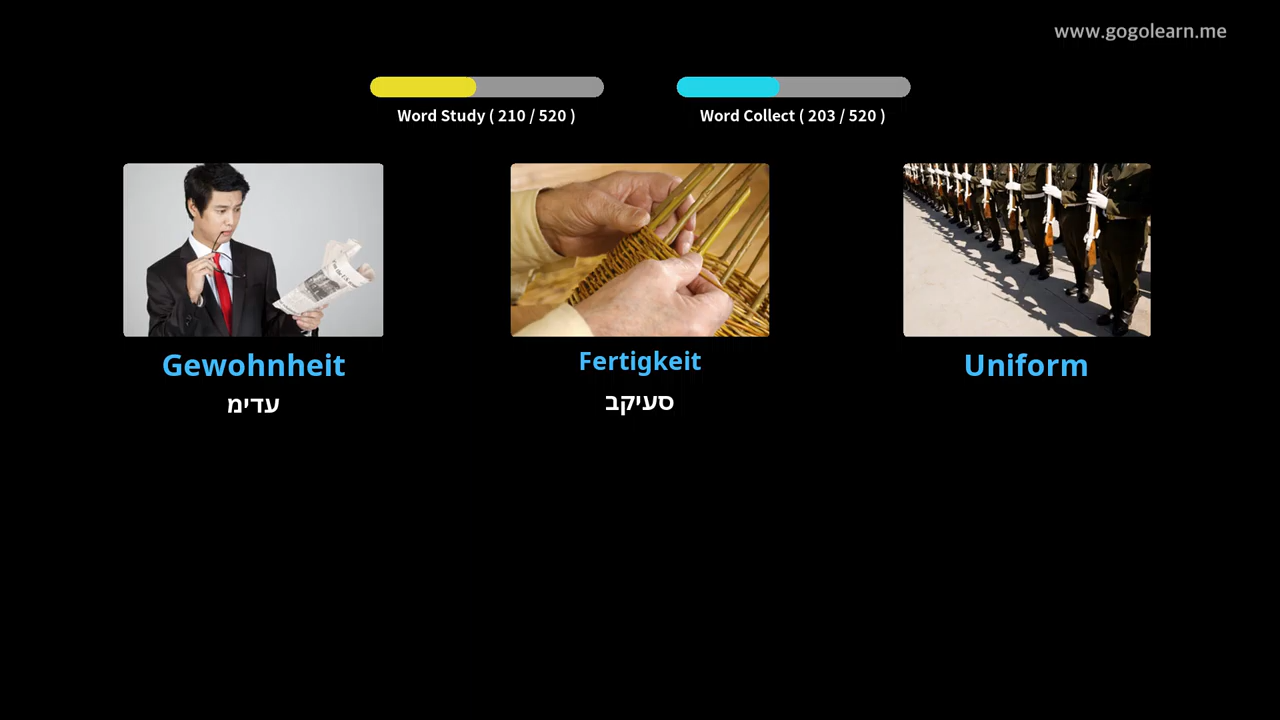 www.gogolearn.me
Word Study ( 210 / 520 )
Word Collect ( 203 / 520 )
Gewohnheit
Fertigkeit
Uniform
עדימ
סעיקב